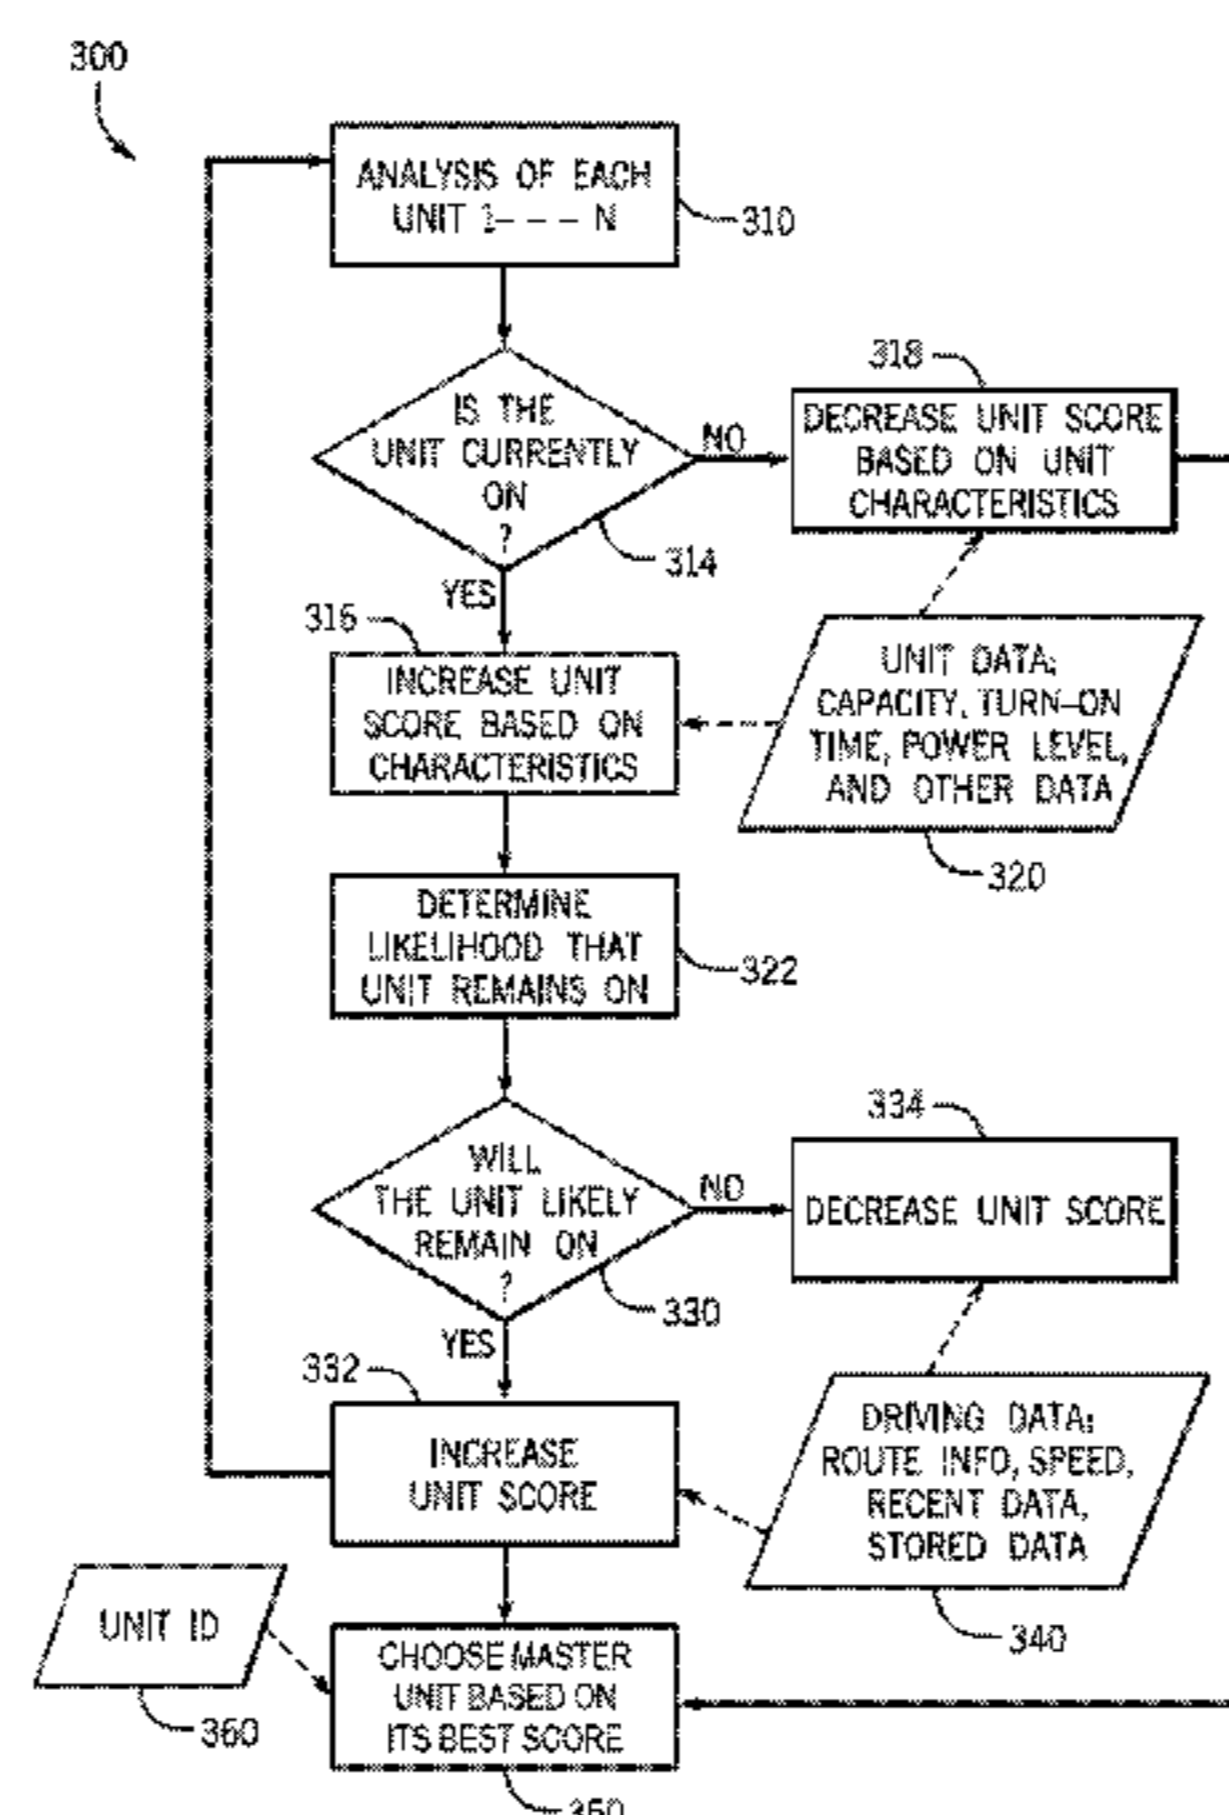 300
ANALYSIS OF EACH
UNIT 1---- N
310
318
IS THE
UNIT CURRENTLY
ON
?
NO
DECREASE UNIT SCORE
BASED ON UNIT
CHARACTERISTICS
314
YES
316
INCREASE UNIT
SCORE BASED ON
CHARACTERISTICS
UNIT DATA:
CAPACITY, TURN-ON
TIME, POWER LEVEL,
AND OTHER DATA
320
DETERMINE
LIKELIHOOD THAT
UNIT REMAINS ON
322
334
WILL
THE UNIT LIKELY
REMAIN ON
?
NO
DECREASE UNIT SCORE
330
YES
332
INCREASE
UNIT SCORE
DRIVING DATA:
ROUTE INFO, SPEED,
RECENT DATA,
STORED DATA
340
UNIT ID
360
CHOOSE MASTER
UNIT BASED ON
ITS BEST SCORE